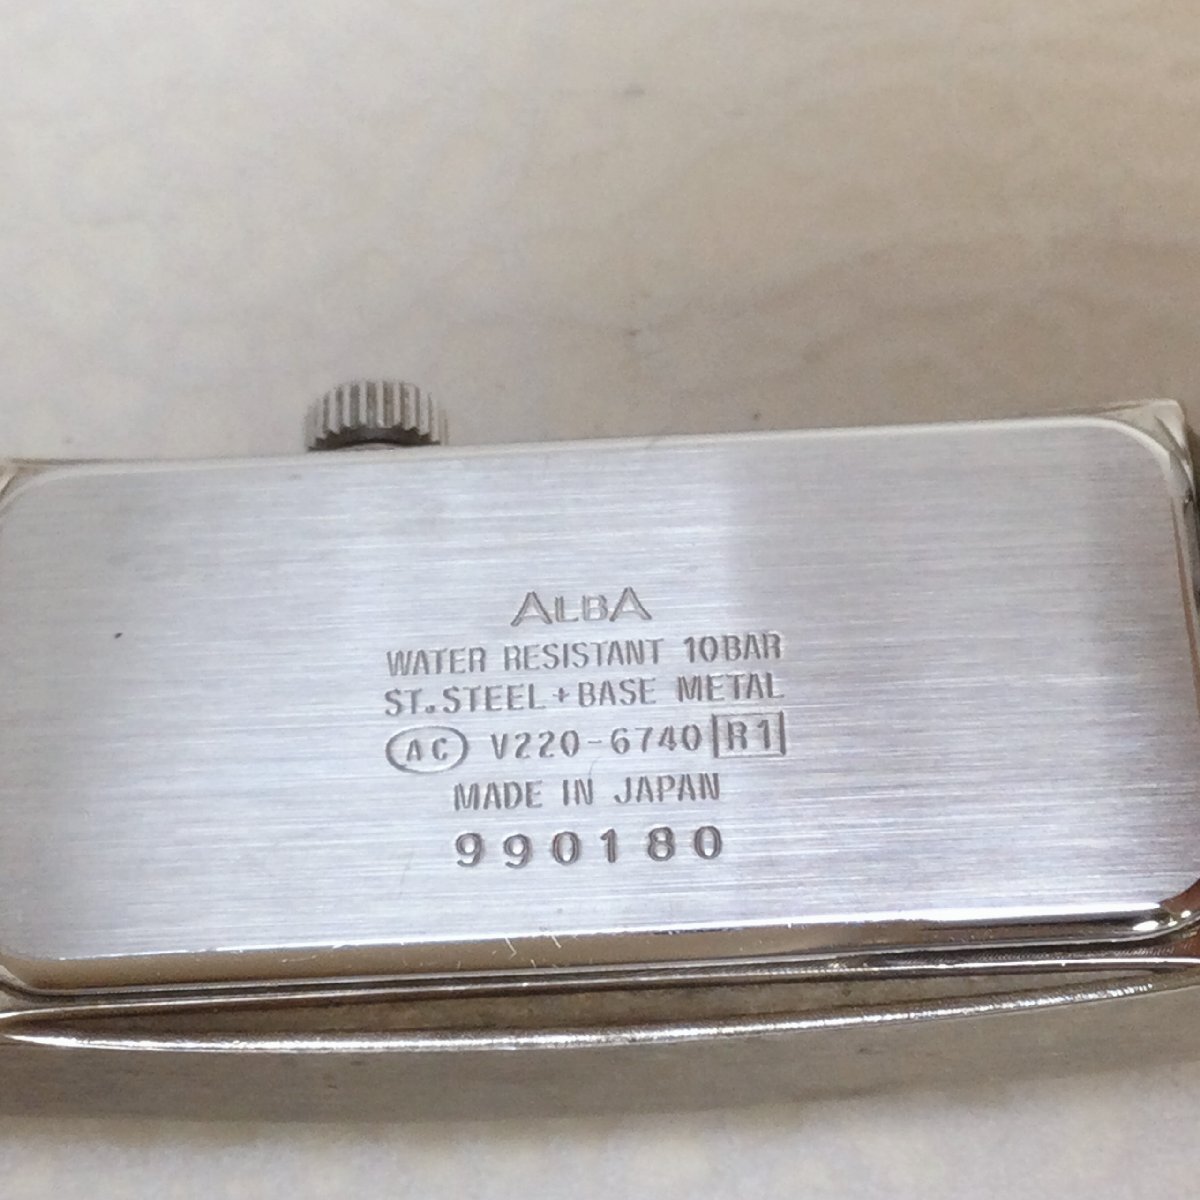 ALBA
WATER RESISTANT 10BAR
ST.STEEL+BASE METAL
AC V220-6740 R1
MADE IN JAPAN
990180